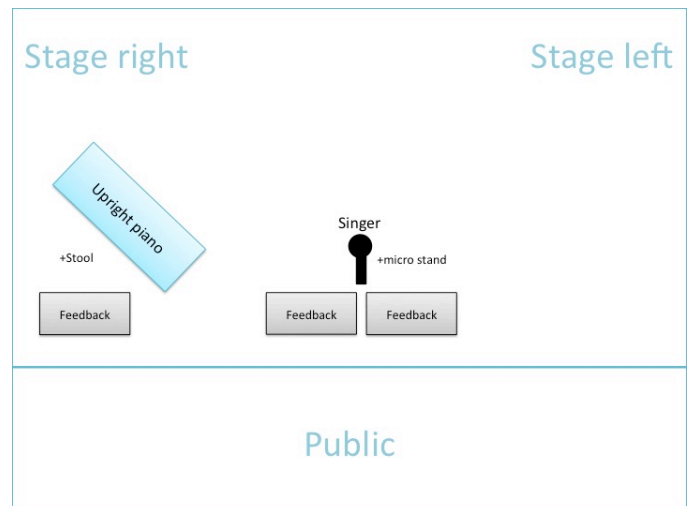 Stage right
Stage left
Upright piano
Singer
+Stool
+micro stand
Feedback
Feedback
Feedback
Public